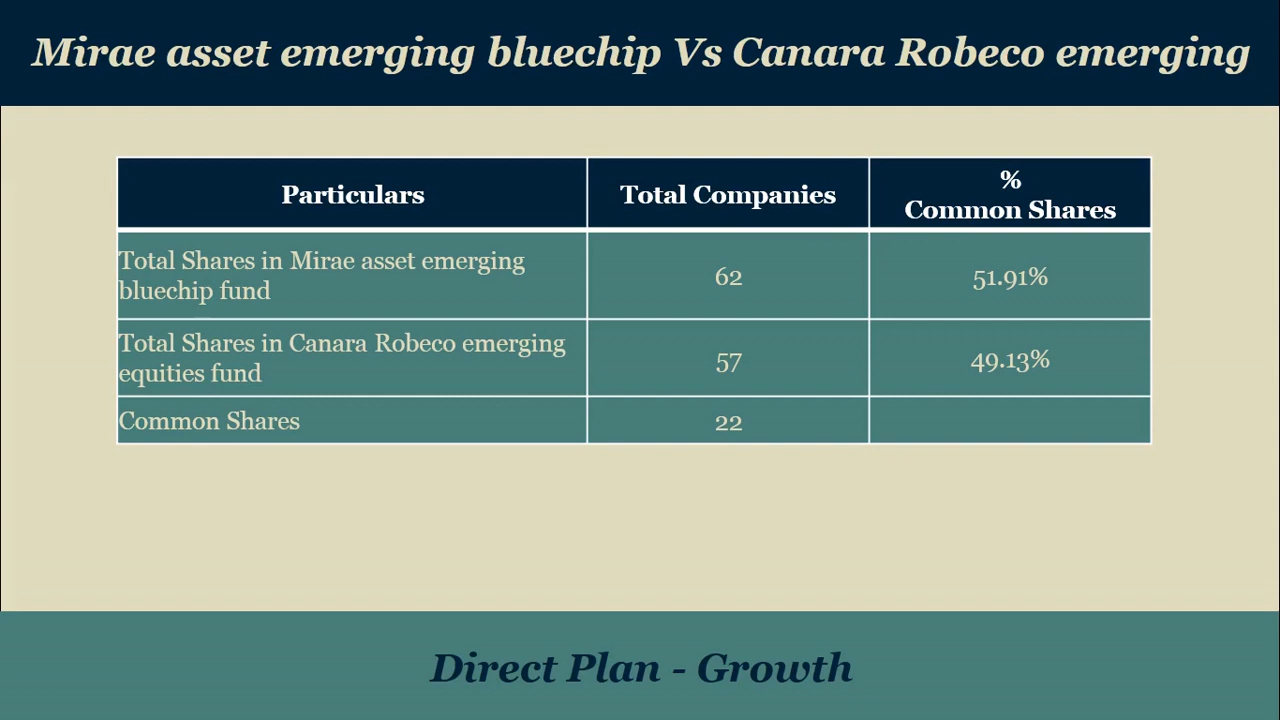 Mirae asset emerging bluechip Vs Canara Robeco emerging
Particulars
Total Companies
%
Common Shares
Total Shares in Mirae asset emerging
bluechip fund
62
51.91%
Total Shares in Canara Robeco emerging
equities fund
57
49.13%
Common Shares
22
Direct Plan - Growth